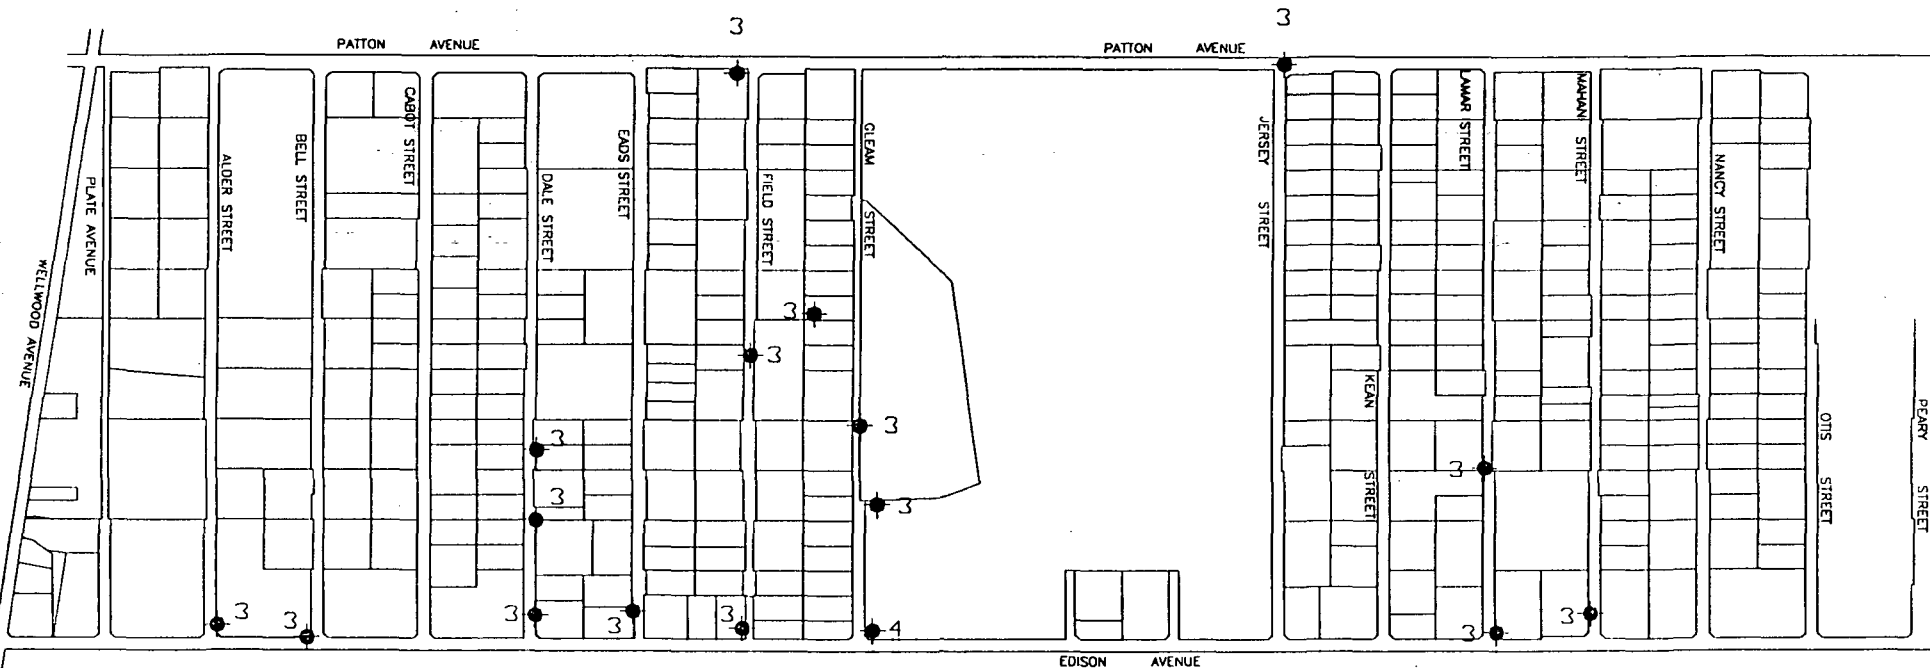 3
3
PATTON AVENUE
PATTON AVENUE
WELLWOOD AVENUE
PLATE AVENUE
ALDER STREET
BELL STREET
CABOT STREET
DALE STREET
EADS STREET
FIELD STREET
GLEAM STREET
JERSEY STREET
KEAN STREET
LAMAR STREET
MAHAN STREET
NANCY STREET
OTIS STREET
PEARY STREET
3
3
3
3
3
3
3
3
3
3
3
3
4
3
3
3
EDISON AVENUE